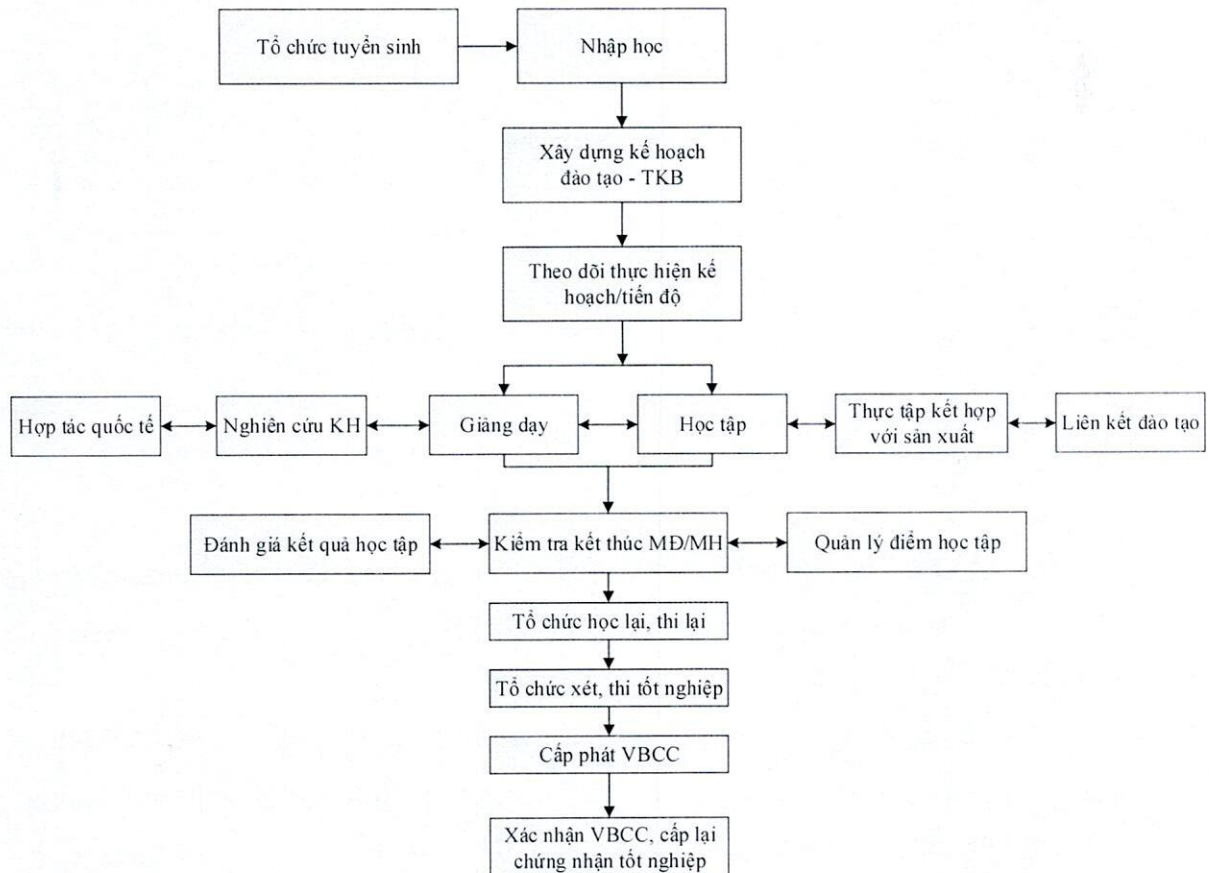 Tổ chức tuyển sinh
Nhập học
Xây dựng kế hoạch
đào tạo - TKB
Theo dõi thực hiện kế
hoạch/tiến độ
Hợp tác quốc tế
Nghiên cứu KH
Giảng dạy
Học tập
Thực tập kết hợp
với sản xuất
Liên kết đào tạo
Đánh giá kết quả học tập
Kiểm tra kết thúc MĐ/MH
Quản lý điểm học tập
Tổ chức học lại, thi lại
Tổ chức xét, thi tốt nghiệp
Cấp phát VBCC
Xác nhận VBCC, cấp lại
chứng nhận tốt nghiệp